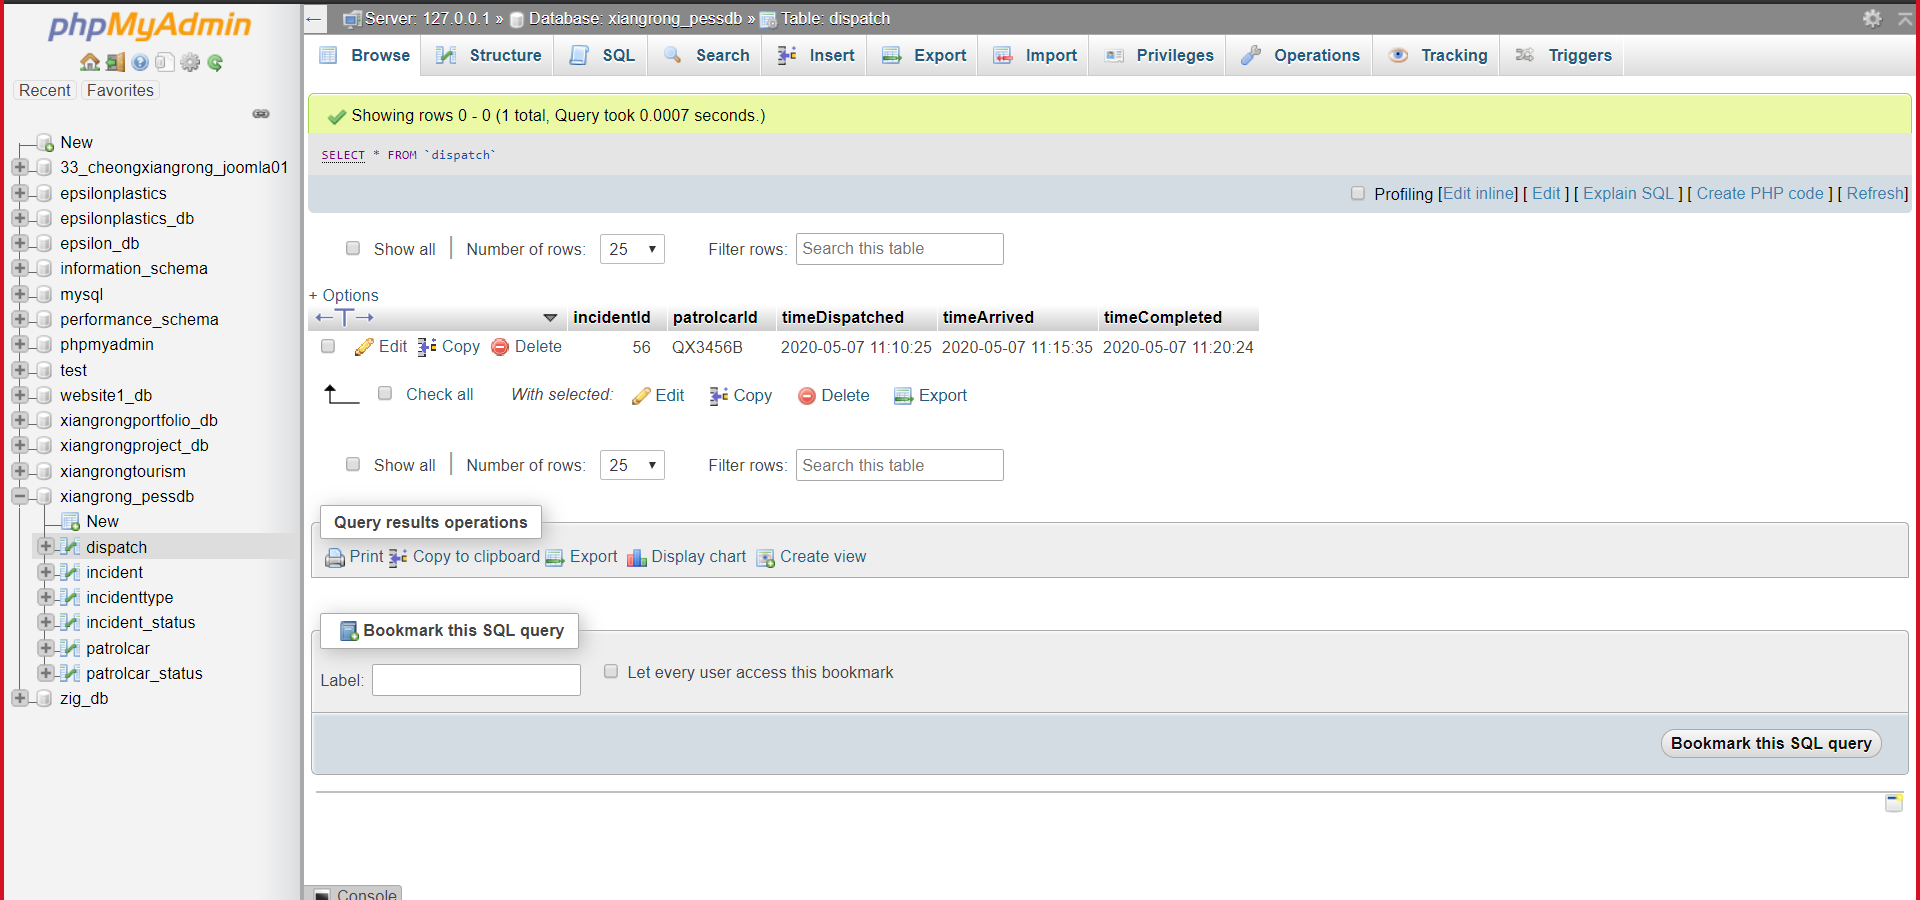 phpMyAdmin
Recent Favorites
New
33_cheongxiangrong_joomla01
epsilonplastics
epsilonplastics_db
epsilon_db
information_schema
mysql
performance_schema
phpmyadmin
test
website1_db
xiangrongportfolio_db
xiangrongproject_db
xiangrongtourism
xiangrong_pessdb
New
dispatch
incident
incidenttype
incident_status
patrolcar
patrolcar_status
zig_db
Server: 127.0.0.1 » Database: xiangrong_pessdb » Table: dispatch
Browse Structure SQL Search Insert Export Import Privileges Operations Tracking Triggers
Showing rows 0 - 0 (1 total, Query took 0.0007 seconds.)
SELECT * FROM `dispatch`
Profiling [Edit inline] [ Edit ] [ Explain SQL ] [ Create PHP code ] [ Refresh]
Show all | Number of rows: 25 Filter rows: Search this table
+ Options
←T→ incidentId patrolcarId timeDispatched timeArrived timeCompleted
Edit Copy Delete 56 QX3456B 2020-05-07 11:10:25 2020-05-07 11:15:35 2020-05-07 11:20:24
Check all With selected: Edit Copy Delete Export
Show all | Number of rows: 25 Filter rows: Search this table
Query results operations
Print Copy to clipboard Export Display chart Create view
Bookmark this SQL query
Label: Let every user access this bookmark
Bookmark this SQL query
Console